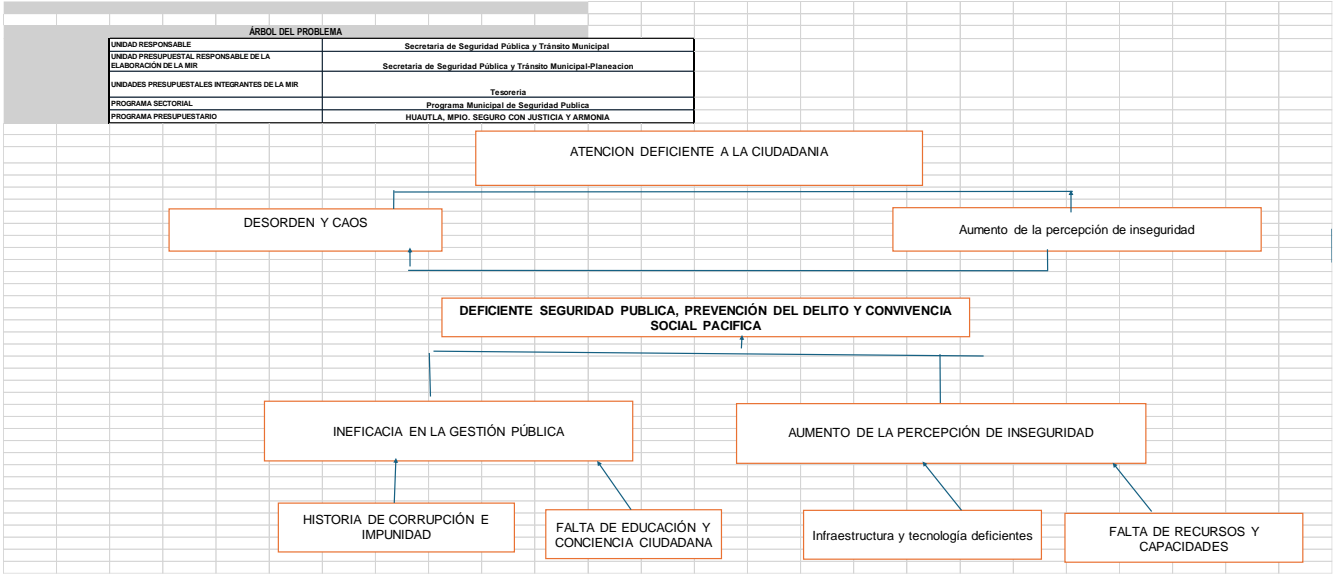 ÁRBOL DEL PROBLEMA
UNIDAD RESPONSABLE
Secretaria de Seguridad Pública y Tránsito Municipal
UNIDAD PRESUPUESTAL RESPONSABLE DE LA
ELABORACIÓN DE LA MIR
Secretaria de Seguridad Pública y Tránsito Municipal-Planeacion
UNIDADES PRESUPUESTALES INTEGRANTES DE LA MIR
Tesoreria
PROGRAMA SECTORIAL
Programa Municipal de Seguridad Publica
PROGRAMA PRESUPUESTARIO
HUAUTLA, MPIO. SEGURO CON JUSTICIA Y ARMONIA
ATENCION DEFICIENTE A LA CIUDADANIA
DESORDEN Y CAOS
Aumento de la percepción de inseguridad
DEFICIENTE SEGURIDAD PUBLICA, PREVENCIÓN DEL DELITO Y CONVIVENCIA
SOCIAL PACIFICA
INEFICACIA EN LA GESTIÓN PÚBLICA
AUMENTO DE LA PERCEPCIÓN DE INSEGURIDAD
HISTORIA DE CORRUPCIÓN E
IMPUNIDAD
FALTA DE EDUCACIÓN Y
CONCIENCIA CIUDADANA
Infraestructura y tecnología deficientes
FALTA DE RECURSOS Y
CAPACIDADES